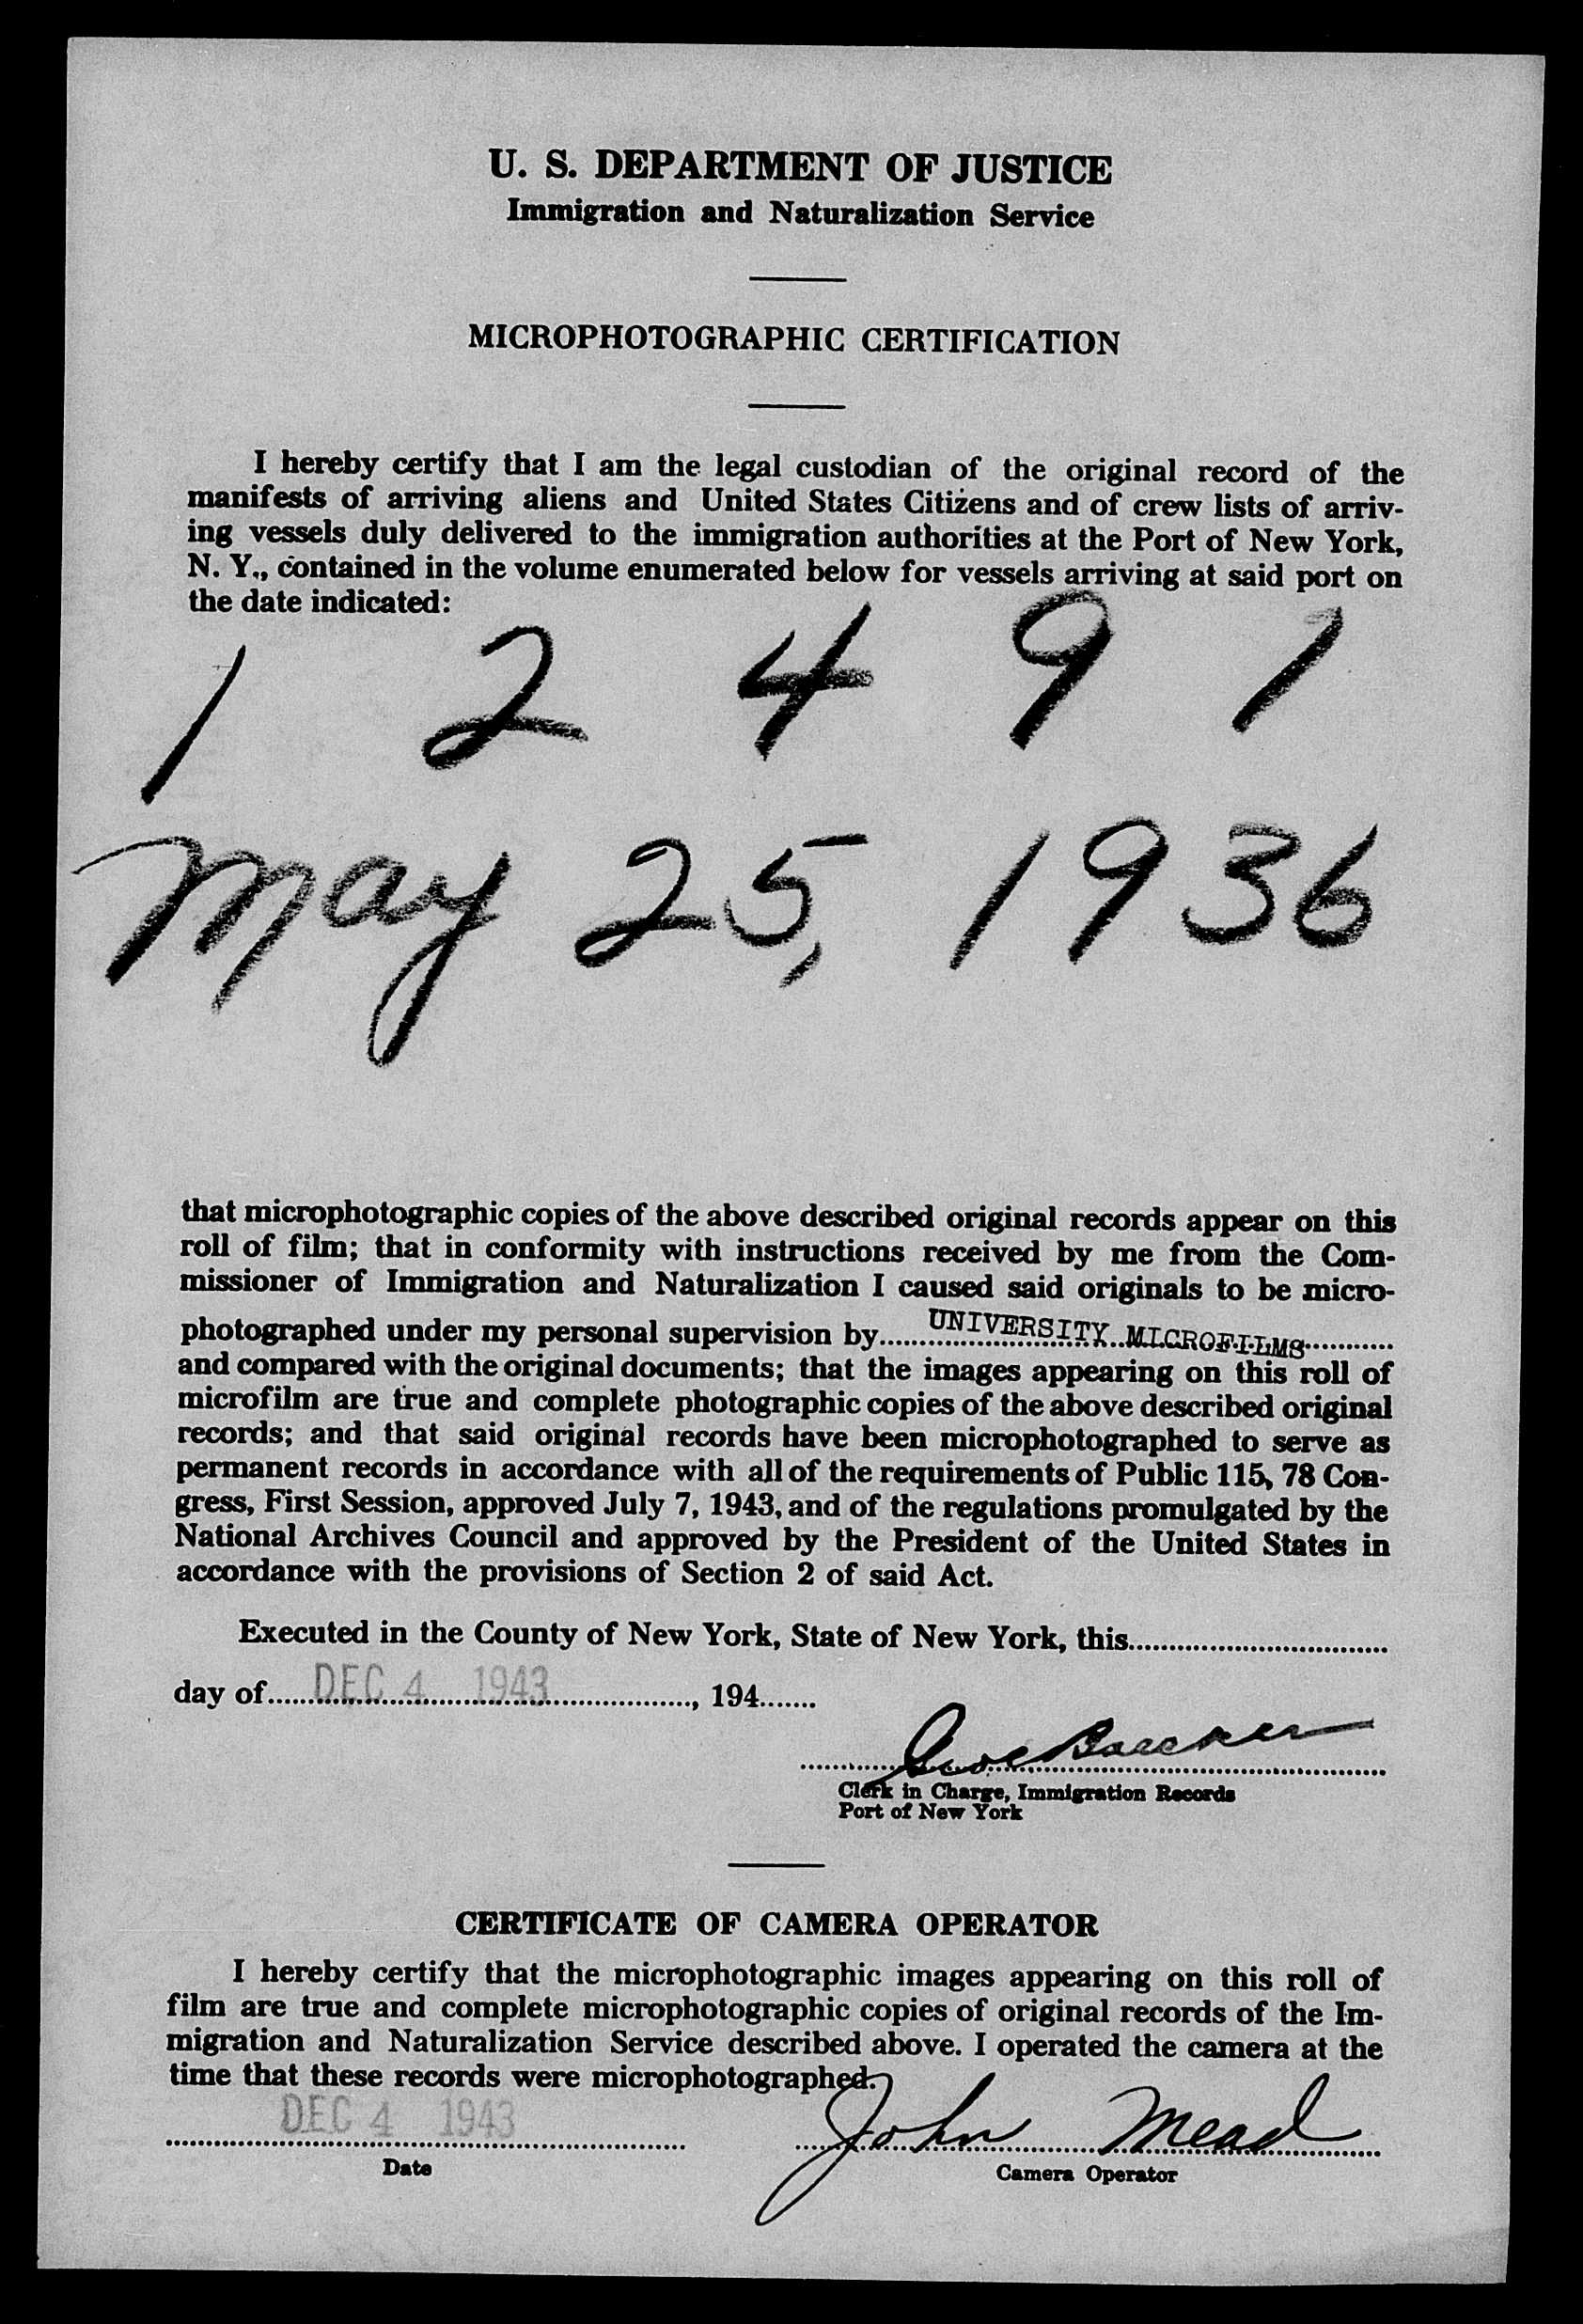 U. S. DEPARTMENT OF JUSTICE
Immigration and Naturalization Service
MICROPHOTOGRAPHIC CERTIFICATION
I hereby certify that I am the legal custodian of the original record of the
manifests of arriving aliens and United States Citizens and of crew lists of arriv-
ing vessels duly delivered to the immigration authorities at the Port of New York,
N. Y., contained in the volume enumerated below for vessels arriving at said port on
the date indicated:
1 2 4 9 1
May 25, 1936
that microphotographic copies of the above described original records appear on this
roll of film; that in conformity with instructions received by me from the Com-
missioner of Immigration and Naturalization I caused said originals to be micro-
photographed under my personal supervision by UNIVERSITY MICROFILMS
and compared with the original documents; that the images appearing on this roll of
microfilm are true and complete photographic copies of the above described original
records; and that said original records have been microphotographed to serve as
permanent records in accordance with all of the requirements of Public 115, 78 Con-
gress, First Session, approved July 7, 1943, and of the regulations promulgated by the
National Archives Council and approved by the President of the United States in
accordance with the provisions of Section 2 of said Act.
Executed in the County of New York, State of New York, this
day of DEC 4 1943, 194
Clerk in Charge, Immigration Records
Port of New York
CERTIFICATE OF CAMERA OPERATOR
I hereby certify that the microphotographic images appearing on this roll of
film are true and complete microphotographic copies of original records of the Im-
migration and Naturalization Service described above. I operated the camera at the
time that these records were microphotographed.
DEC 4 1943 John Mead
Date Camera Operator